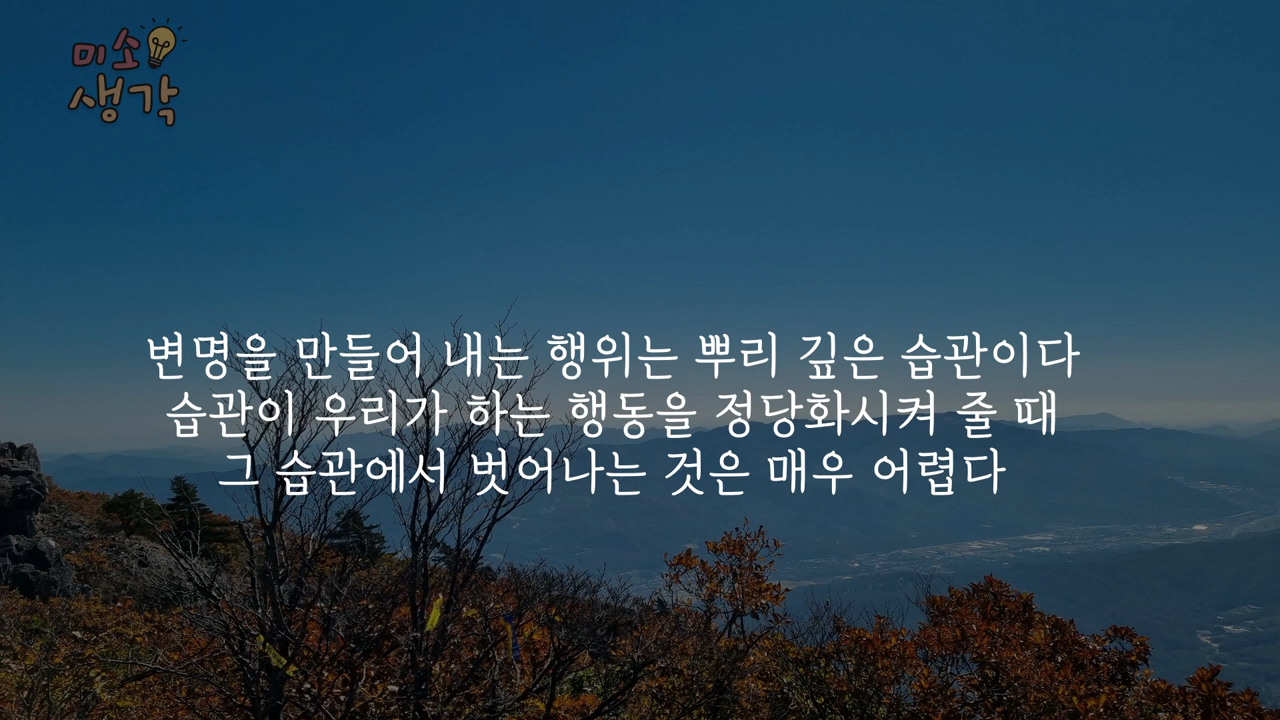 미소
생각
변명을 만들어 내는 행위는 뿌리 깊은 습관이다
습관이 우리가 하는 행동을 정당화시켜 줄 때
그 습관에서 벗어나는 것은 매우 어렵다